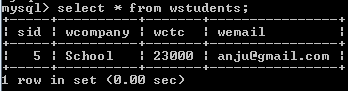 mysql> select * from wstudents;
+-----+----------+-------+----------------+
| sid | wcompany | wctc  | wemail         |
+-----+----------+-------+----------------+
|   5 | School   | 23000 | anju@gmail.com |
+-----+----------+-------+----------------+
1 row in set (0.00 sec)